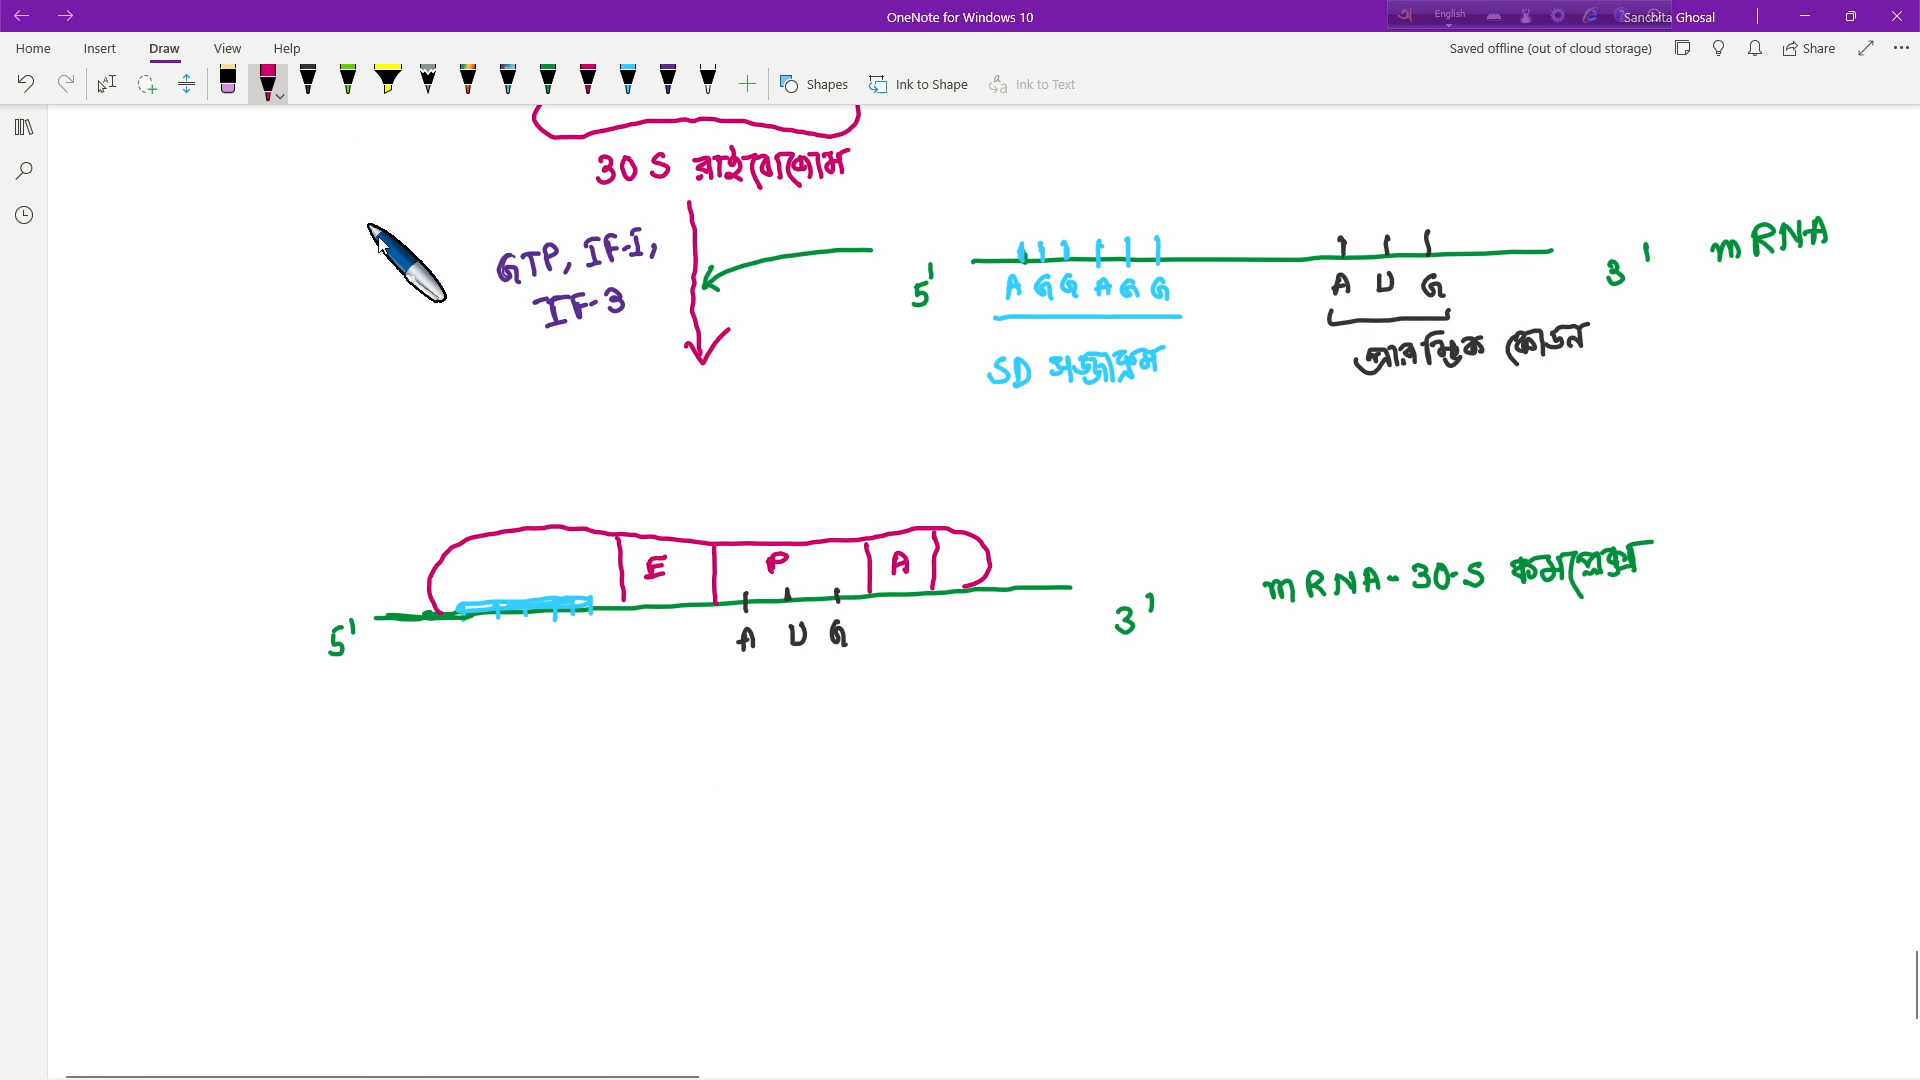 OneNote for Windows 10
English
Sanchita Ghosal
Home Insert Draw View Help
Saved offline (out of cloud storage)
Share
Shapes
Ink to Shape
Ink to Text
30 S রাইবোজোম
GTP, IF-I,
IF-3
5' 3' mRNA
A G G A G G
A U G
SD সজ্জাক্রম
প্রারম্ভিক কোডন
E P A
mRNA-30-S কমপ্লেক্স
5' 3'
A U G